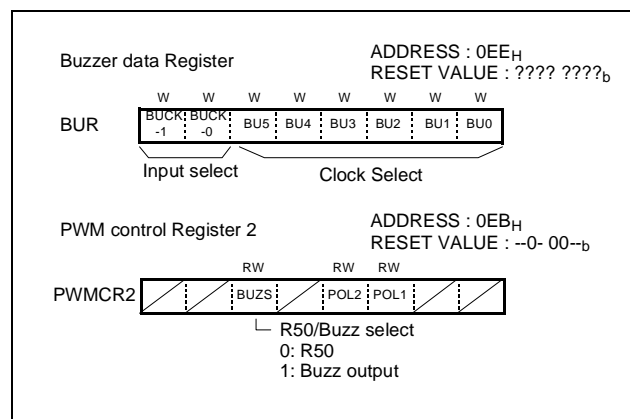 Buzzer data Register
ADDRESS : 0EEH
RESET VALUE : ???? ????b
W W W W W W W W
BUR BUCK-1 BUCK-0 BU5 BU4 BU3 BU2 BU1 BU0
Input select Clock Select
PWM control Register 2
ADDRESS : 0EBH
RESET VALUE : --0- 00--b
RW RW RW
PWMCR2 BUZS POL2 POL1
R50/Buzz select
0: R50
1: Buzz output